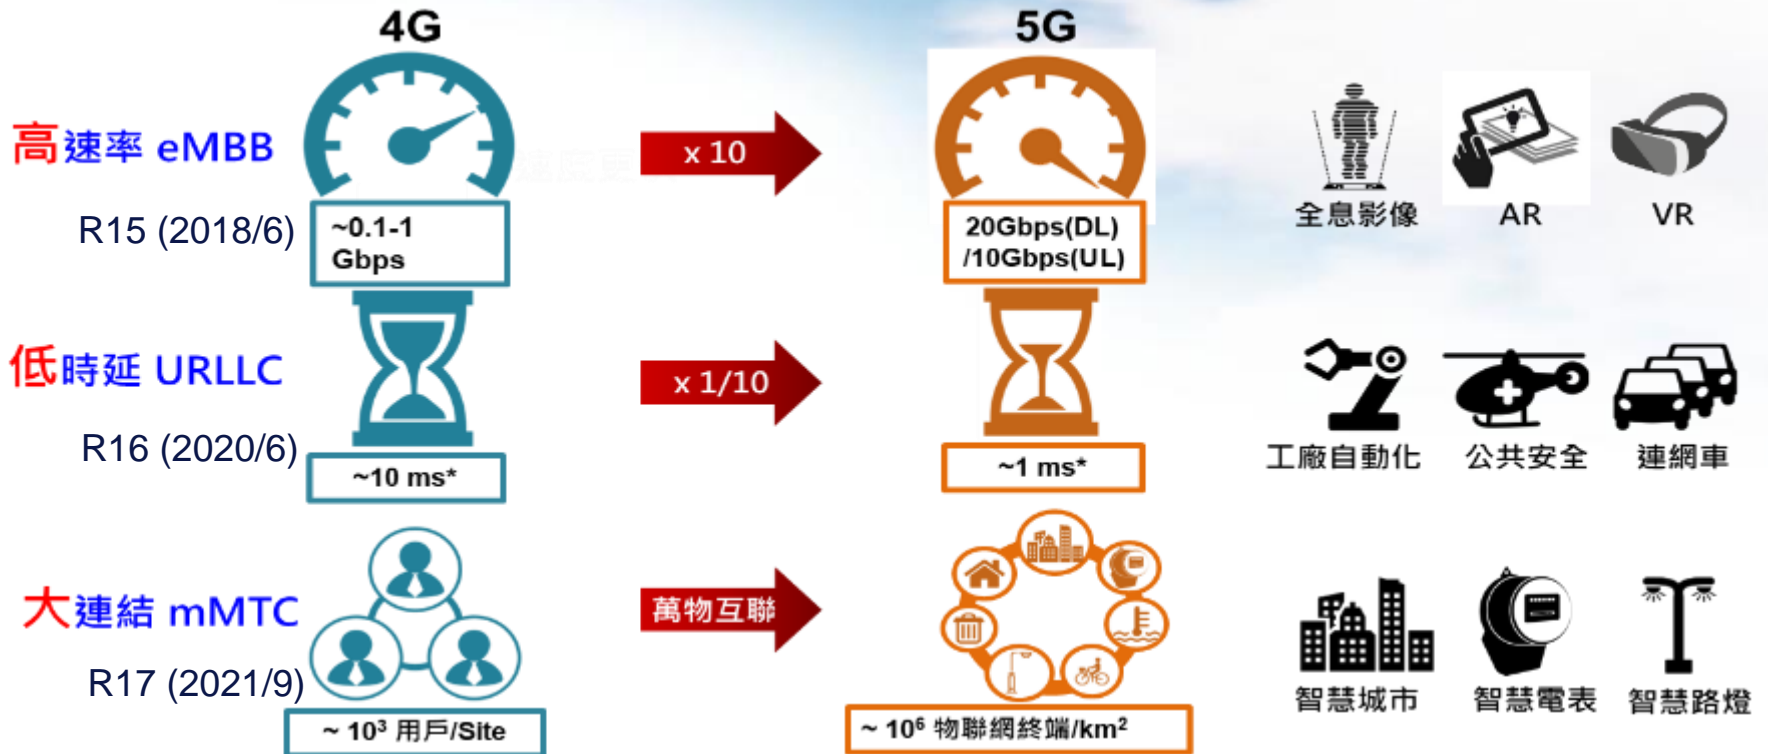 4G
5G
高速率 eMBB
R15 (2018/6)
~0.1-1
Gbps
x 10
20Gbps(DL)
/10Gbps(UL)
全息影像
AR
VR
低時延 URLLC
R16 (2020/6)
~10 ms*
x 1/10
~1 ms*
工廠自動化
公共安全
連網車
大連結 mMTC
R17 (2021/9)
~ 10³ 用戶/Site
萬物互聯
~ 10⁶ 物聯網終端/km²
智慧城市
智慧電表
智慧路燈